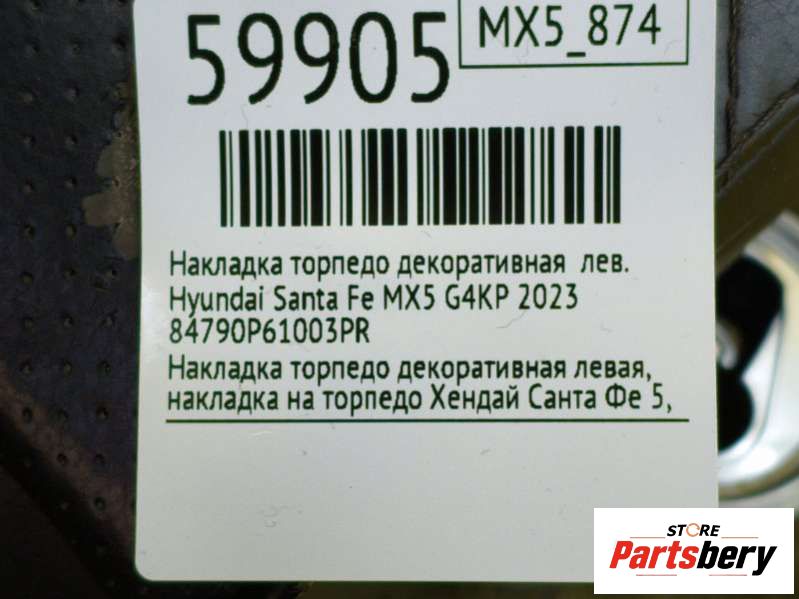 59905
MX5_874
Накладка торпедо декоративная лев.
Hyundai Santa Fe MX5 G4KP 2023
84790P61003PR
Накладка торпедо декоративная левая,
накладка на торпедо Хендай Санта Фе 5,
STORE
Partsbery